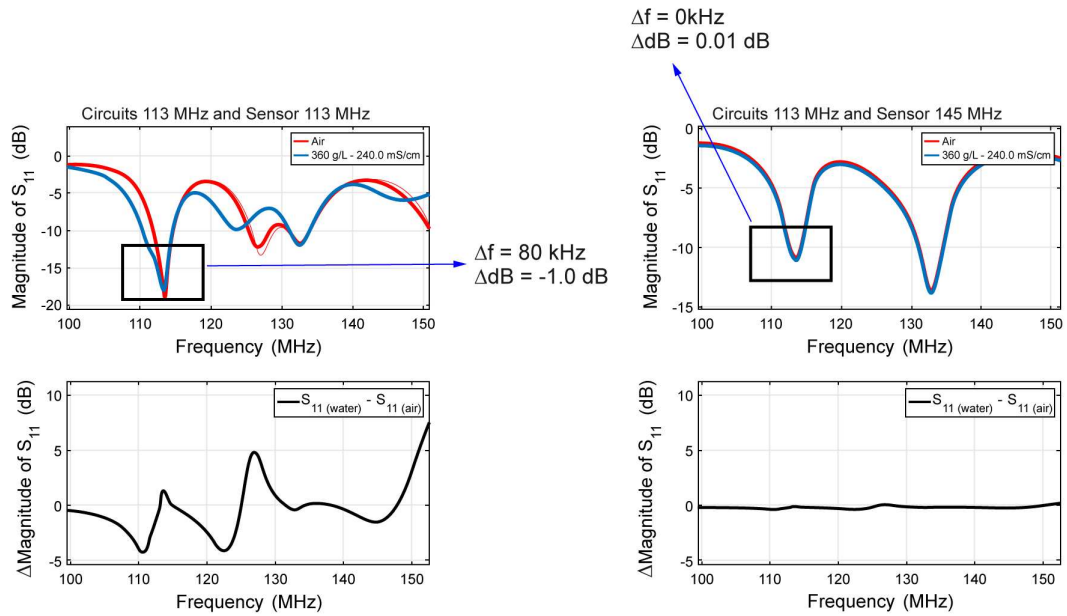 Δf = 0kHz
ΔdB = 0.01 dB
Circuits 113 MHz and Sensor 113 MHz
Magnitude of S11 (dB)
0
-5
-10
-15
-20
Air
360 g/L - 240.0 mS/cm
100 110 120 130 140 150
Frequency (MHz)
Δf = 80 kHz
ΔdB = -1.0 dB
Circuits 113 MHz and Sensor 145 MHz
Magnitude of S11 (dB)
0
-5
-10
-15
Air
360 g/L - 240.0 mS/cm
100 110 120 130 140 150
Frequency (MHz)
ΔMagnitude of S11 (dB)
10
5
0
-5
S11 (water) - S11 (air)
100 110 120 130 140 150
Frequency (MHz)
ΔMagnitude of S11 (dB)
10
5
0
-5
S11 (water) - S11 (air)
100 110 120 130 140 150
Frequency (MHz)